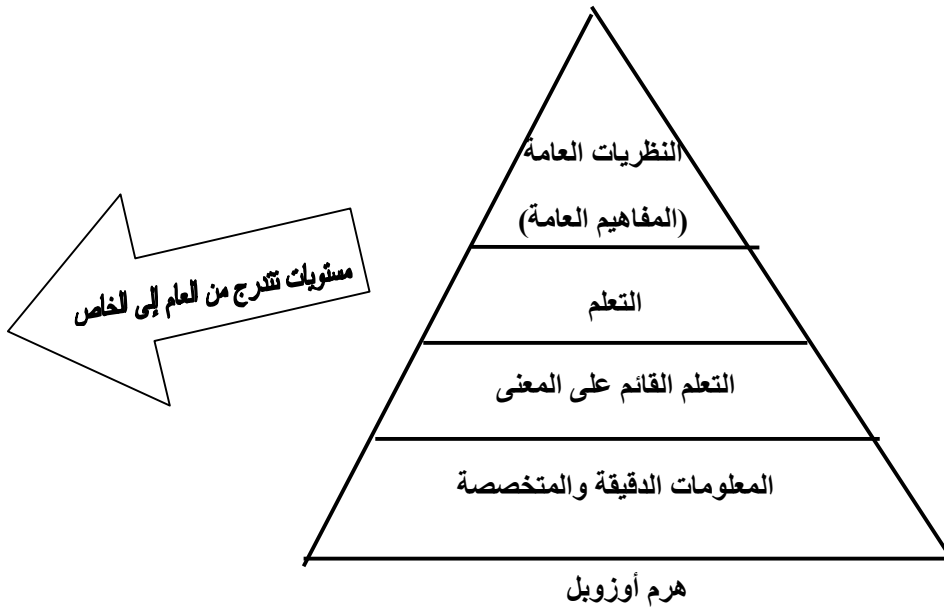 النظريات العامة
(المفاهيم العامة)
مستويات تتدرج من العام إلى الخاص
التعلم
التعلم القائم على المعنى
المعلومات الدقيقة والمتخصصة
هرم أوزوبل